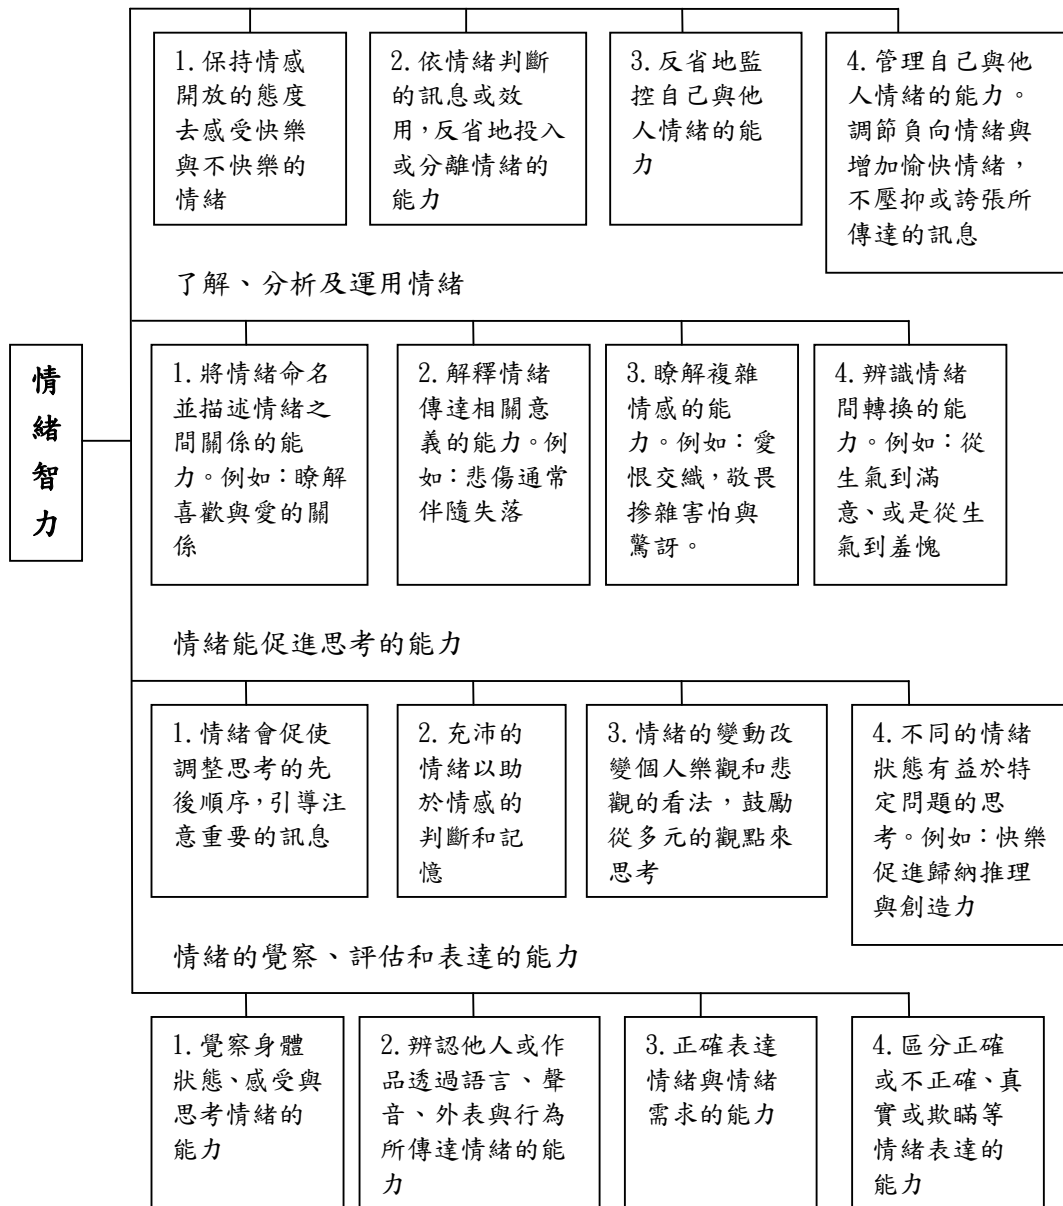 1.保持情感
開放的態度
去感受快樂
與不快樂的
情緒
2.依情緒判斷
的訊息或效
用，反省地投入
或分離情緒的
能力
3.反省地監
控自己與他
人情緒的能
力
4.管理自己與他
人情緒的能力。
調節負向情緒與
增加愉快情緒，
不壓抑或誇張所
傳達的訊息
了解、分析及運用情緒
情
緒
智
力
1.將情緒命名
並描述情緒之
間關係的能
力。例如：瞭解
喜歡與愛的關
係
2.解釋情緒
傳達相關意
義的能力。例
如：悲傷通常
伴隨失落
3.瞭解複雜
情感的能
力。例如：愛
恨交織，敬畏
摻雜害怕與
驚訝。
4.辨識情緒
間轉換的能
力。例如：從
生氣到滿
意、或是從生
氣到羞愧
情緒能促進思考的能力
1.情緒會促使
調整思考的先
後順序，引導注
意重要的訊息
2.充沛的
情緒以助
於情感的
判斷和記
憶
3.情緒的變動改
變個人樂觀和悲
觀的看法，鼓勵
從多元的觀點來
思考
4.不同的情緒
狀態有益於特
定問題的思
考。例如：快樂
促進歸納推理
與創造力
情緒的覺察、評估和表達的能力
1.覺察身體
狀態、感受與
思考情緒的
能力
2.辨認他人或作
品透過語言、聲
音、外表與行為
所傳達情緒的能
力
3.正確表達
情緒與情緒
需求的能力
4.區分正確
或不正確、真
實或欺瞞等
情緒表達的
能力